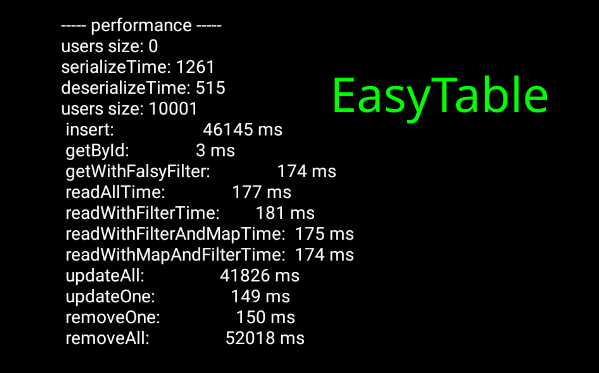 ----- performance -----
users size: 0
serializeTime: 1261
deserializeTime: 515
users size: 10001
insert: 46145 ms
getById: 3 ms
getWithFalsyFilter: 174 ms
readAllTime: 177 ms
readWithFilterTime: 181 ms
readWithFilterAndMapTime: 175 ms
readWithMapAndFilterTime: 174 ms
updateAll: 41826 ms
updateOne: 149 ms
removeOne: 150 ms
removeAll: 52018 ms
EasyTable